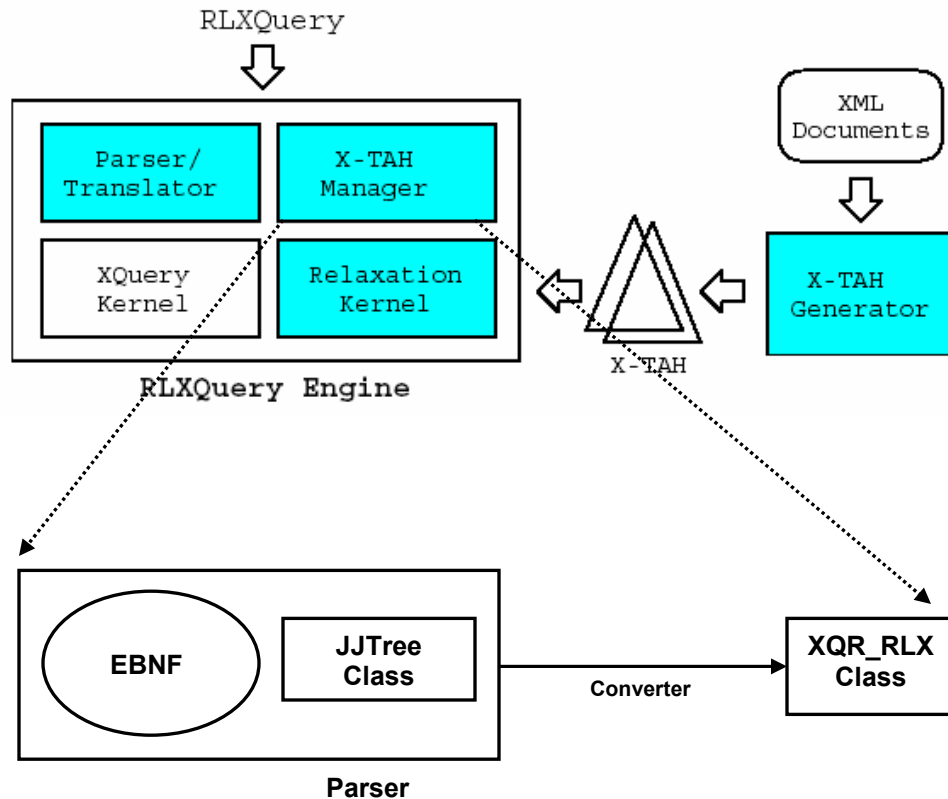 RLXQuery
XML
Documents
Parser/
Translator
X-TAH
Manager
XQuery
Kernel
Relaxation
Kernel
X-TAH
Generator
X-TAH
RLXQuery Engine
EBNF
JJTree
Class
Converter
XQR_RLX
Class
Parser